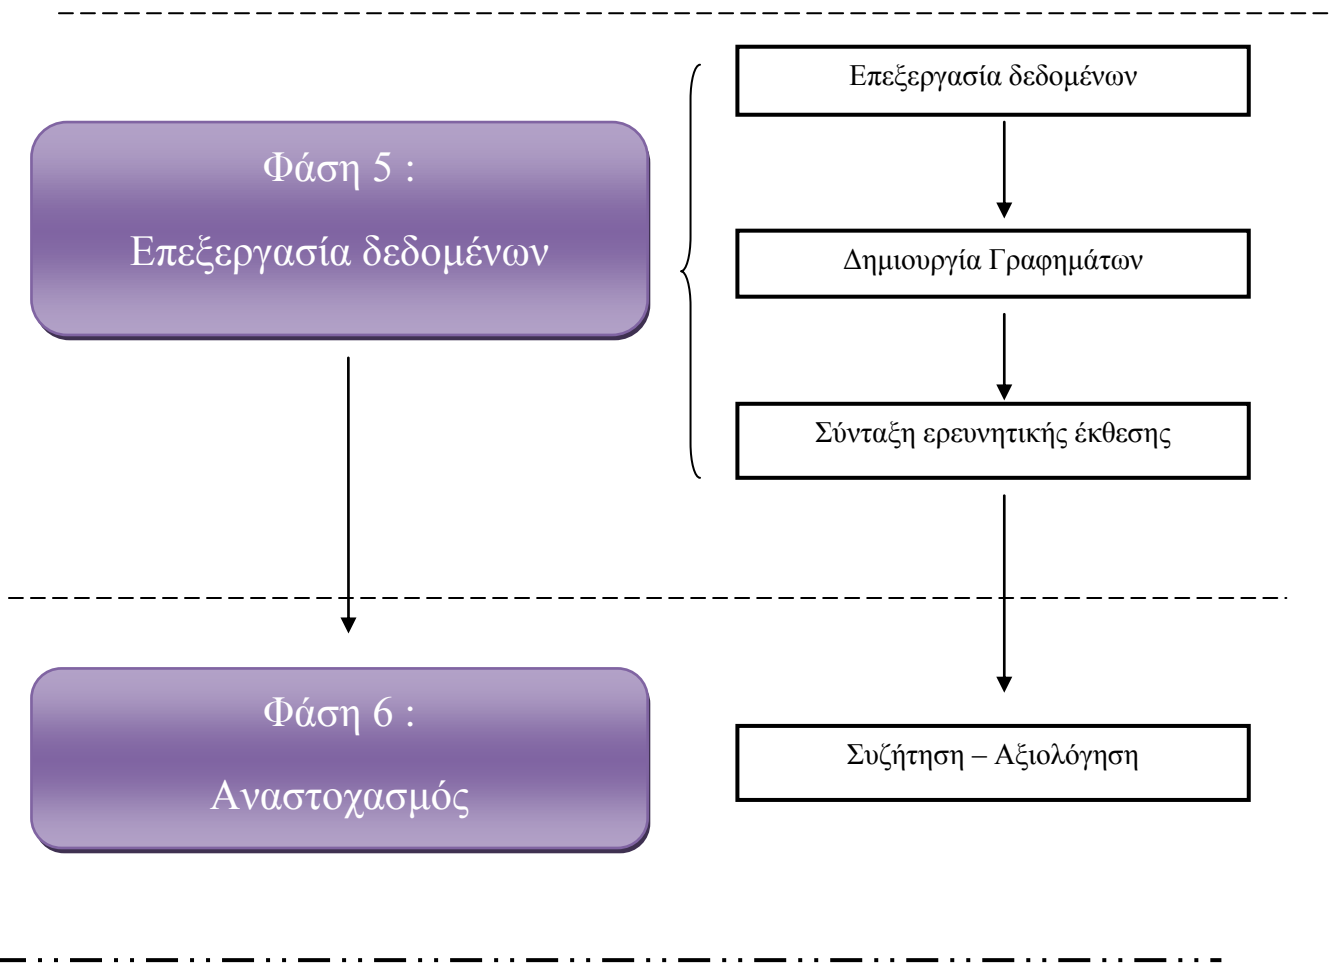 Φάση 5 :
Επεξεργασία δεδομένων
Επεξεργασία δεδομένων
Δημιουργία Γραφημάτων
Σύνταξη ερευνητικής έκθεσης
Φάση 6 :
Αναστοχασμός
Συζήτηση – Αξιολόγηση